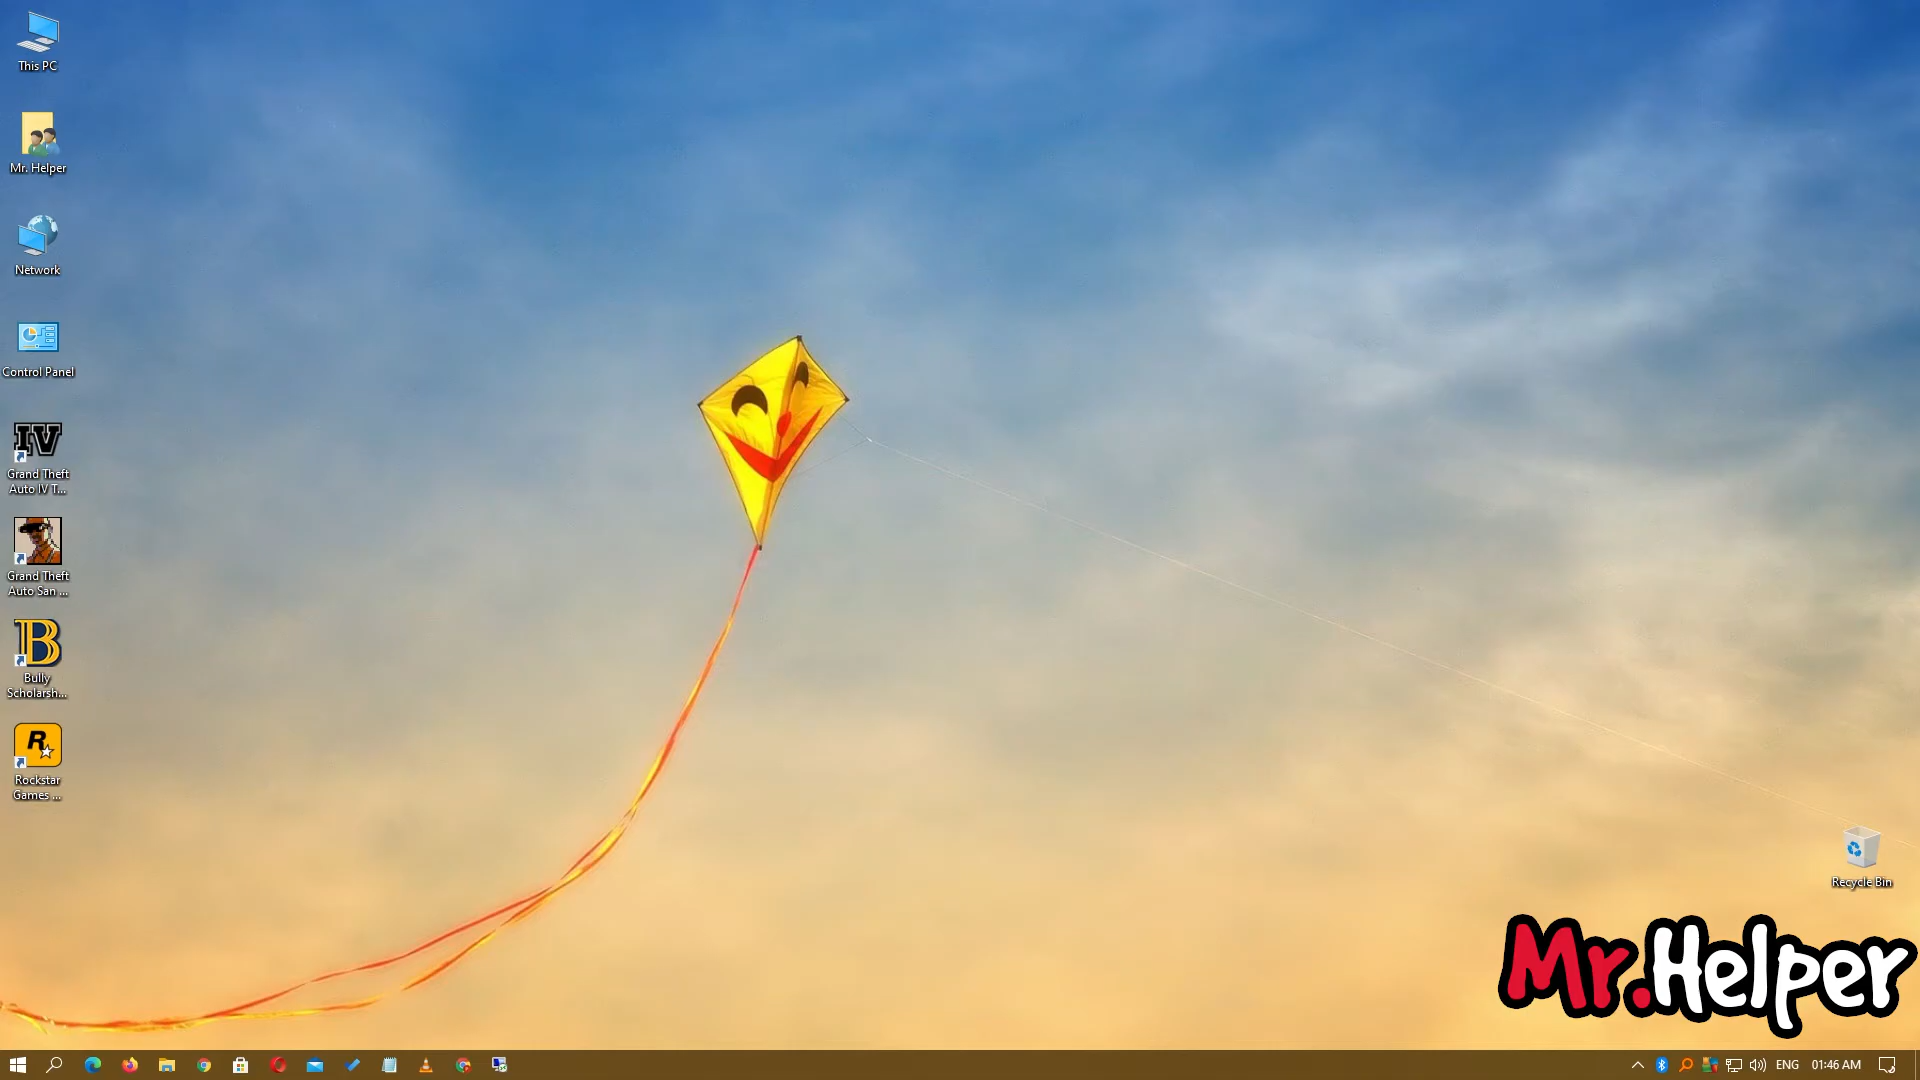 This PC
Mr. Helper
Network
Control Panel
Grand Theft
Auto IV T...
Grand Theft
Auto San ...
Bully
Scholarsh...
Rockstar
Games ...
Recycle Bin
Mr.Helper
ENG
01:46 AM